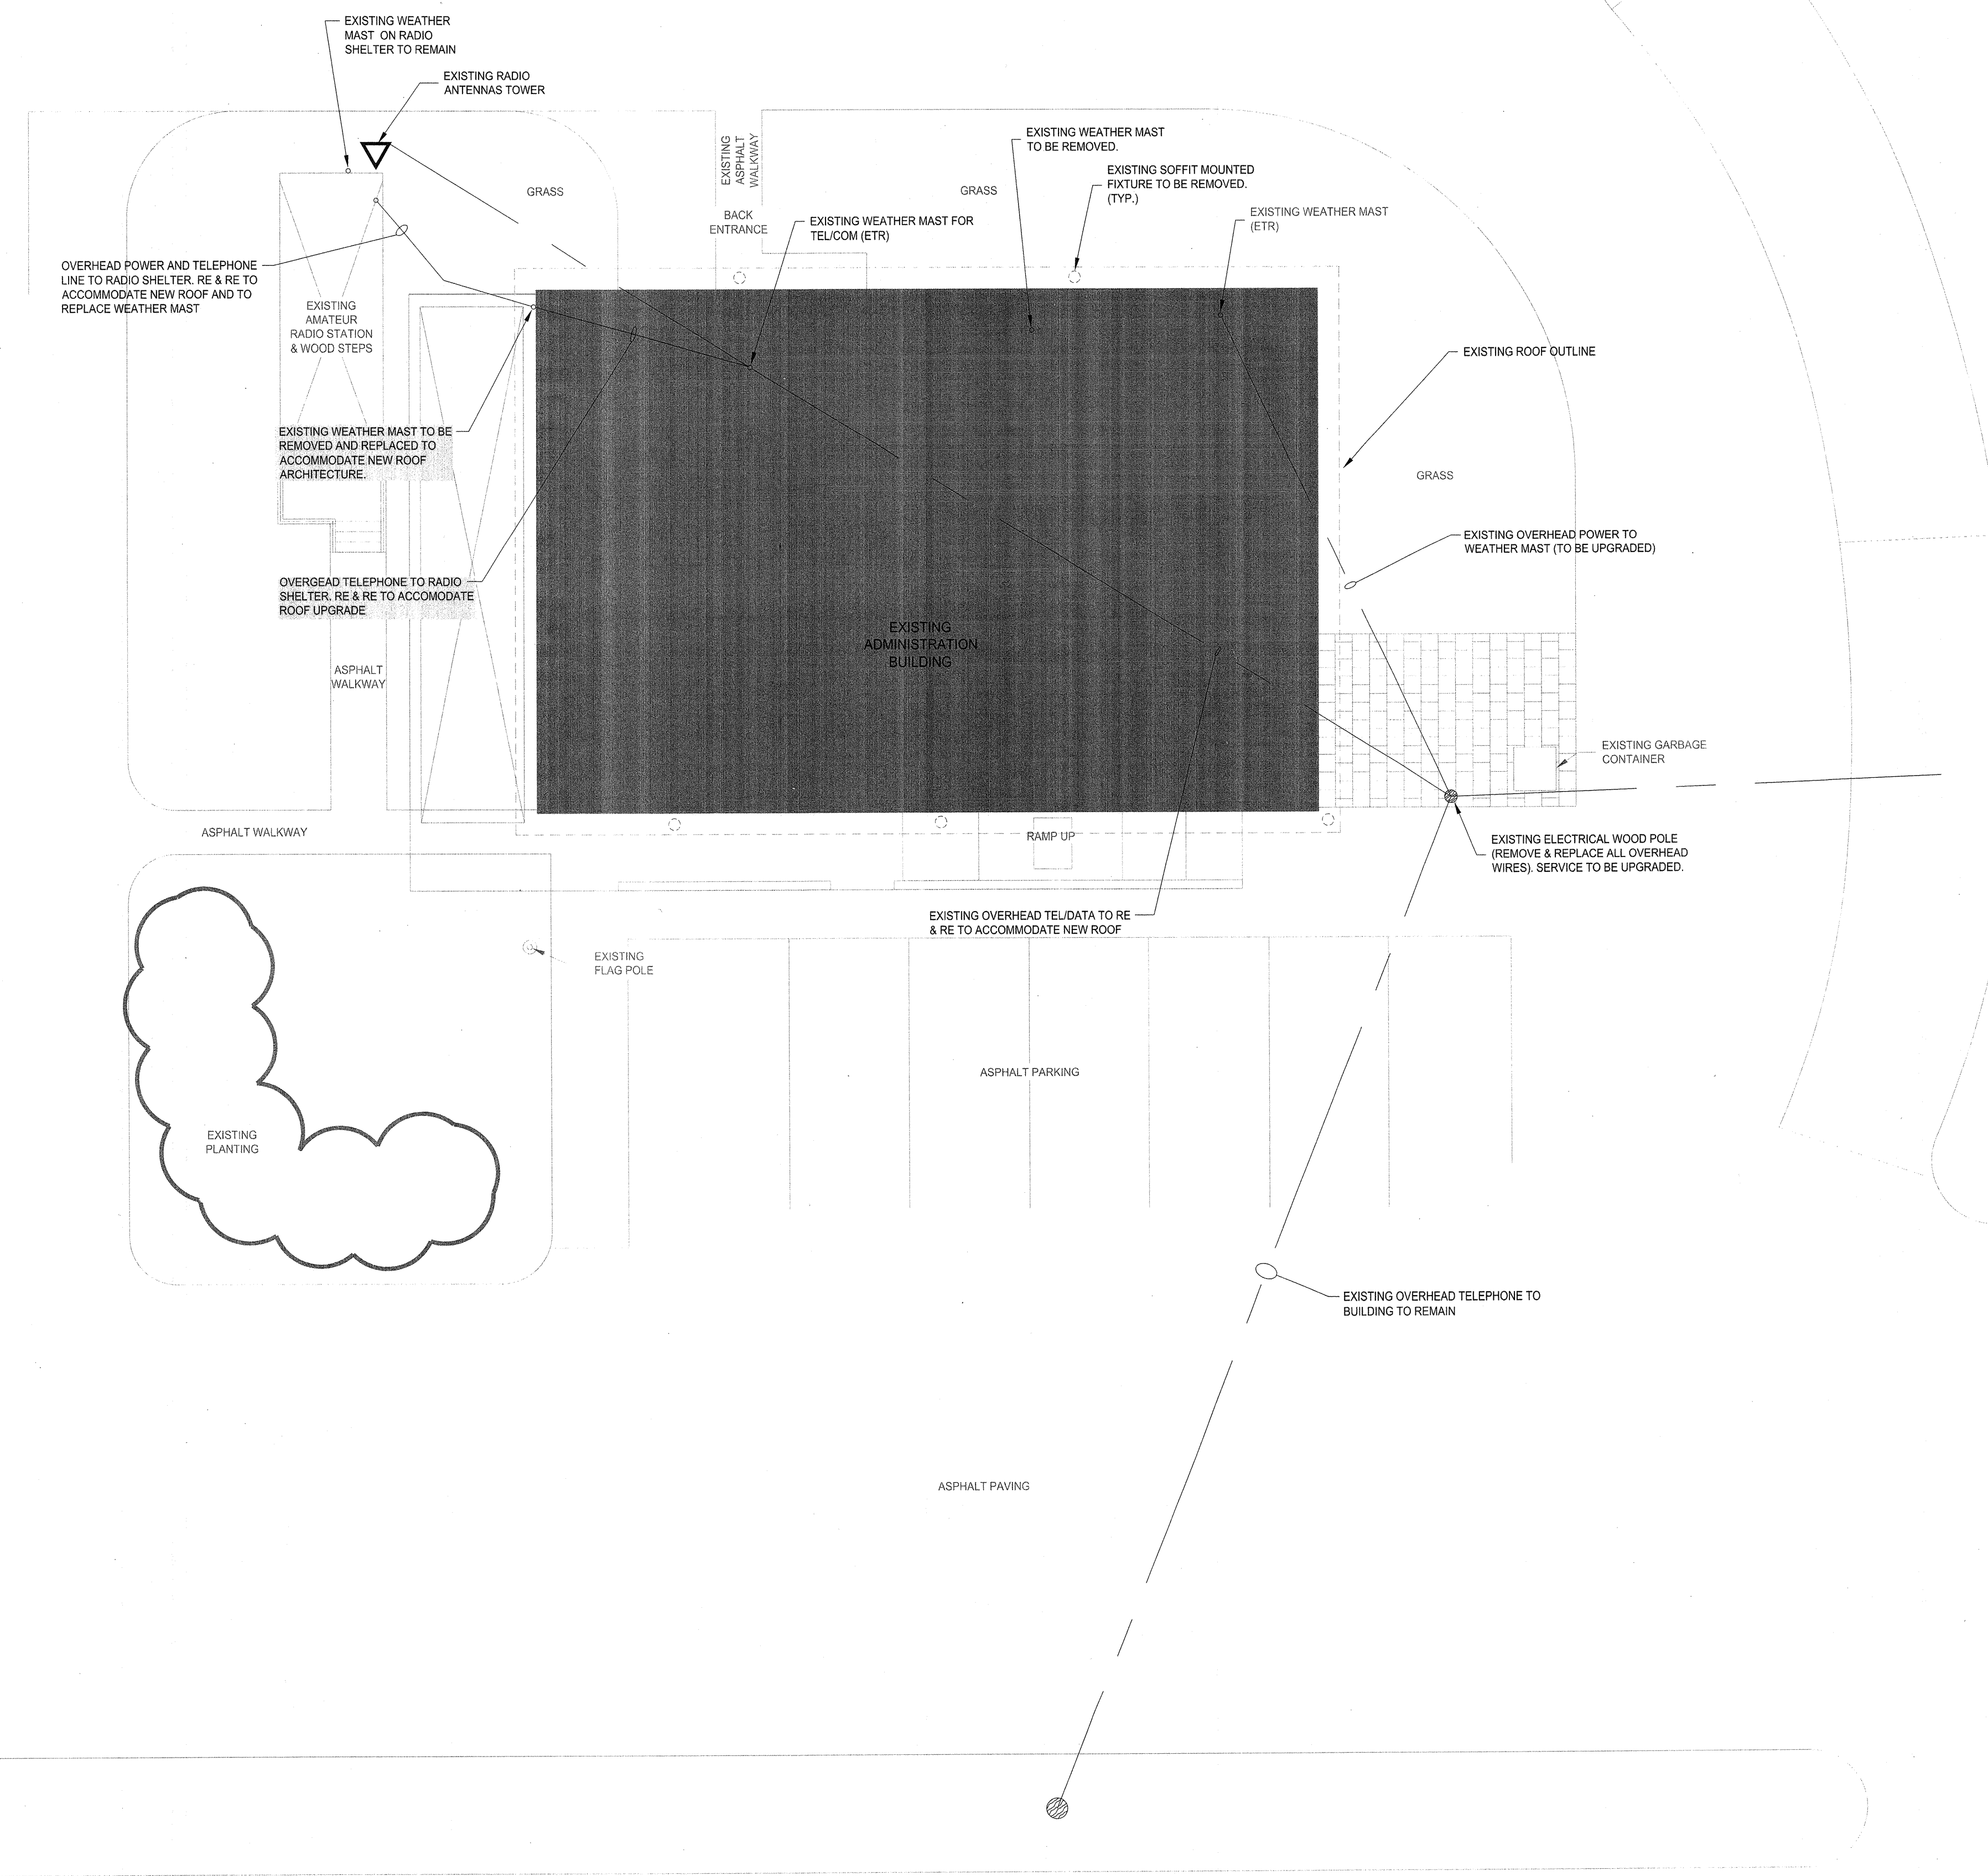 EXISTING WEATHER
MAST ON RADIO
SHELTER TO REMAIN
EXISTING RADIO
ANTENNAS TOWER
GRASS
EXISTING
ASPHALT
WALKWAY
BACK
ENTRANCE
EXISTING WEATHER MAST FOR
TEL/COM (ETR)
GRASS
EXISTING WEATHER MAST
TO BE REMOVED.
EXISTING SOFFIT MOUNTED
FIXTURE TO BE REMOVED.
(TYP.)
EXISTING WEATHER MAST
(ETR)
OVERHEAD POWER AND TELEPHONE
LINE TO RADIO SHELTER. RE & RE TO
ACCOMMODATE NEW ROOF AND TO
REPLACE WEATHER MAST
EXISTING
AMATEUR
RADIO STATION
& WOOD STEPS
EXISTING ROOF OUTLINE
EXISTING WEATHER MAST TO BE
REMOVED AND REPLACED TO
ACCOMMODATE NEW ROOF
ARCHITECTURE.
GRASS
EXISTING OVERHEAD POWER TO
WEATHER MAST (TO BE UPGRADED)
OVERGEAD TELEPHONE TO RADIO
SHELTER. RE & RE TO ACCOMODATE
ROOF UPGRADE
EXISTING
ADMINISTRATION
BUILDING
ASPHALT
WALKWAY
EXISTING GARBAGE
CONTAINER
ASPHALT WALKWAY
RAMP UP
EXISTING ELECTRICAL WOOD POLE
(REMOVE & REPLACE ALL OVERHEAD
WIRES). SERVICE TO BE UPGRADED.
EXISTING OVERHEAD TEL/DATA TO RE
& RE TO ACCOMMODATE NEW ROOF
EXISTING
FLAG POLE
ASPHALT PARKING
EXISTING
PLANTING
EXISTING OVERHEAD TELEPHONE TO
BUILDING TO REMAIN
ASPHALT PAVING